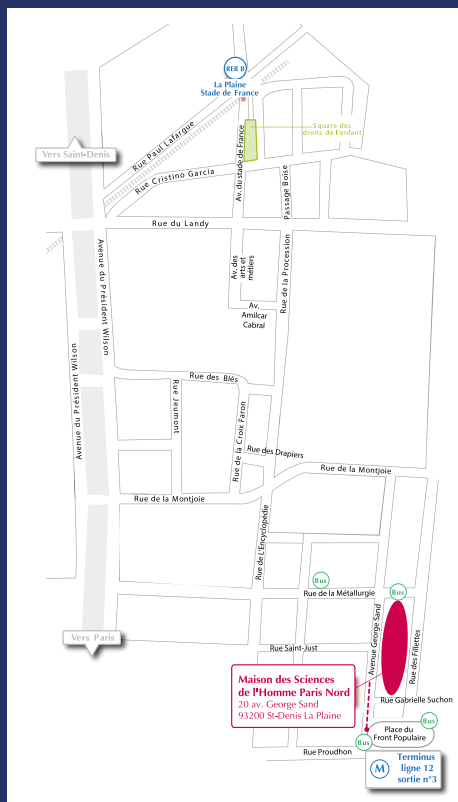 RER B
La Plaine
Stade de France
Square des
droits de l'enfant
Rue Paul Lafargue
Vers Saint-Denis
Av. du stade de France
Rue Cristino Garcia
Passage Boise
Rue du Landy
Avenue du Président Wilson
Av. des
arts et
métiers
Rue de la Procession
Av.
Amilcar
Cabral
Avenue du Président Wilson
Rue des Blés
Rue Jeumont
Rue de la Croix Faron
Rue des Drapiers
Rue de la Montjoie
Rue de la Montjoie
Rue de L'Encyclopédie
Bus
Rue de la Métallurgie
Bus
Vers Paris
Rue Saint-Just
Avenue George Sand
Rue des Fillettes
Maison des Sciences
de l'Homme Paris Nord
20 av. George Sand
93200 St-Denis La Plaine
Rue Gabrielle Suchon
Bus
Place du
Front Populaire
Bus
Rue Proudhon
M
Terminus
ligne 12
sortie n°3